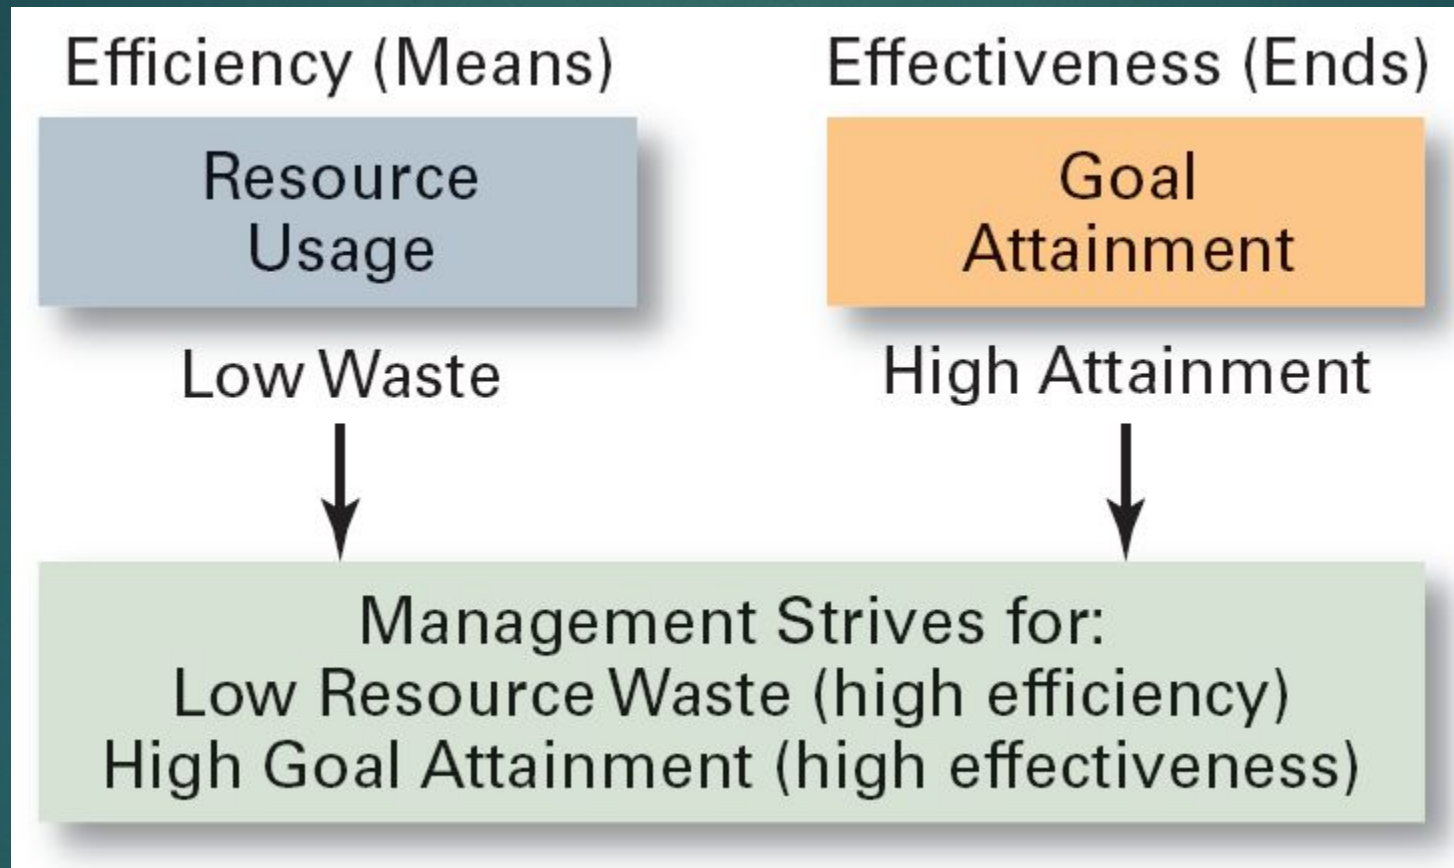 Efficiency (Means)
Resource
Usage
Low Waste
Effectiveness (Ends)
Goal
Attainment
High Attainment
Management Strives for:
Low Resource Waste (high efficiency)
High Goal Attainment (high effectiveness)